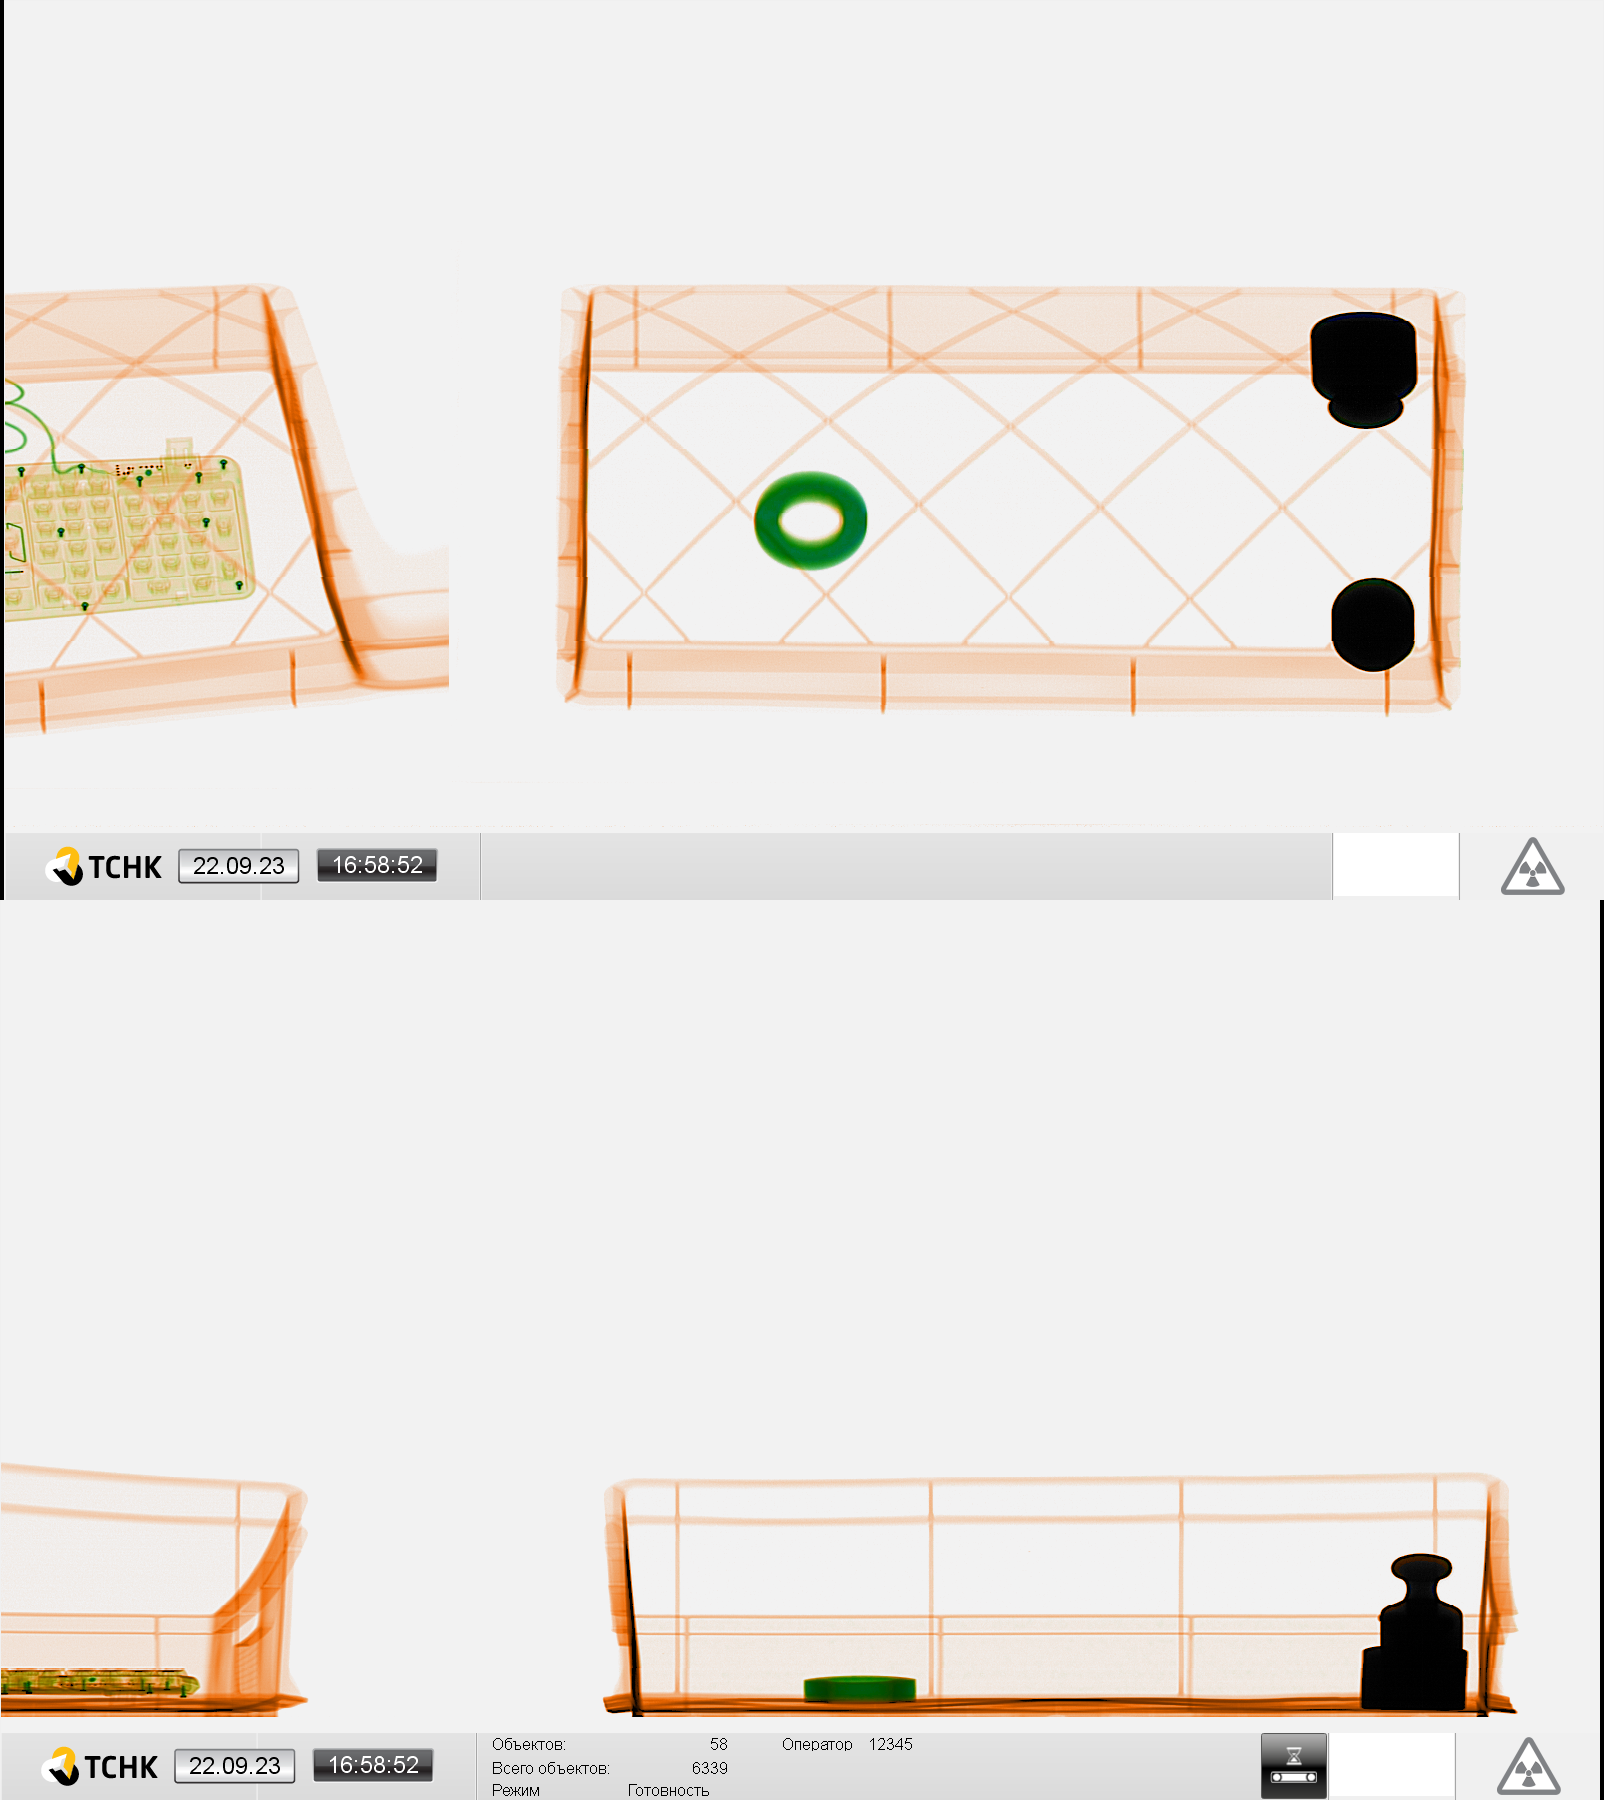 TCHK 22.09.23 16:58:52
Объектов: 58 Оператор 12345
Всего объектов: 6339
TCHK 22.09.23 16:58:52
Режим Готовность